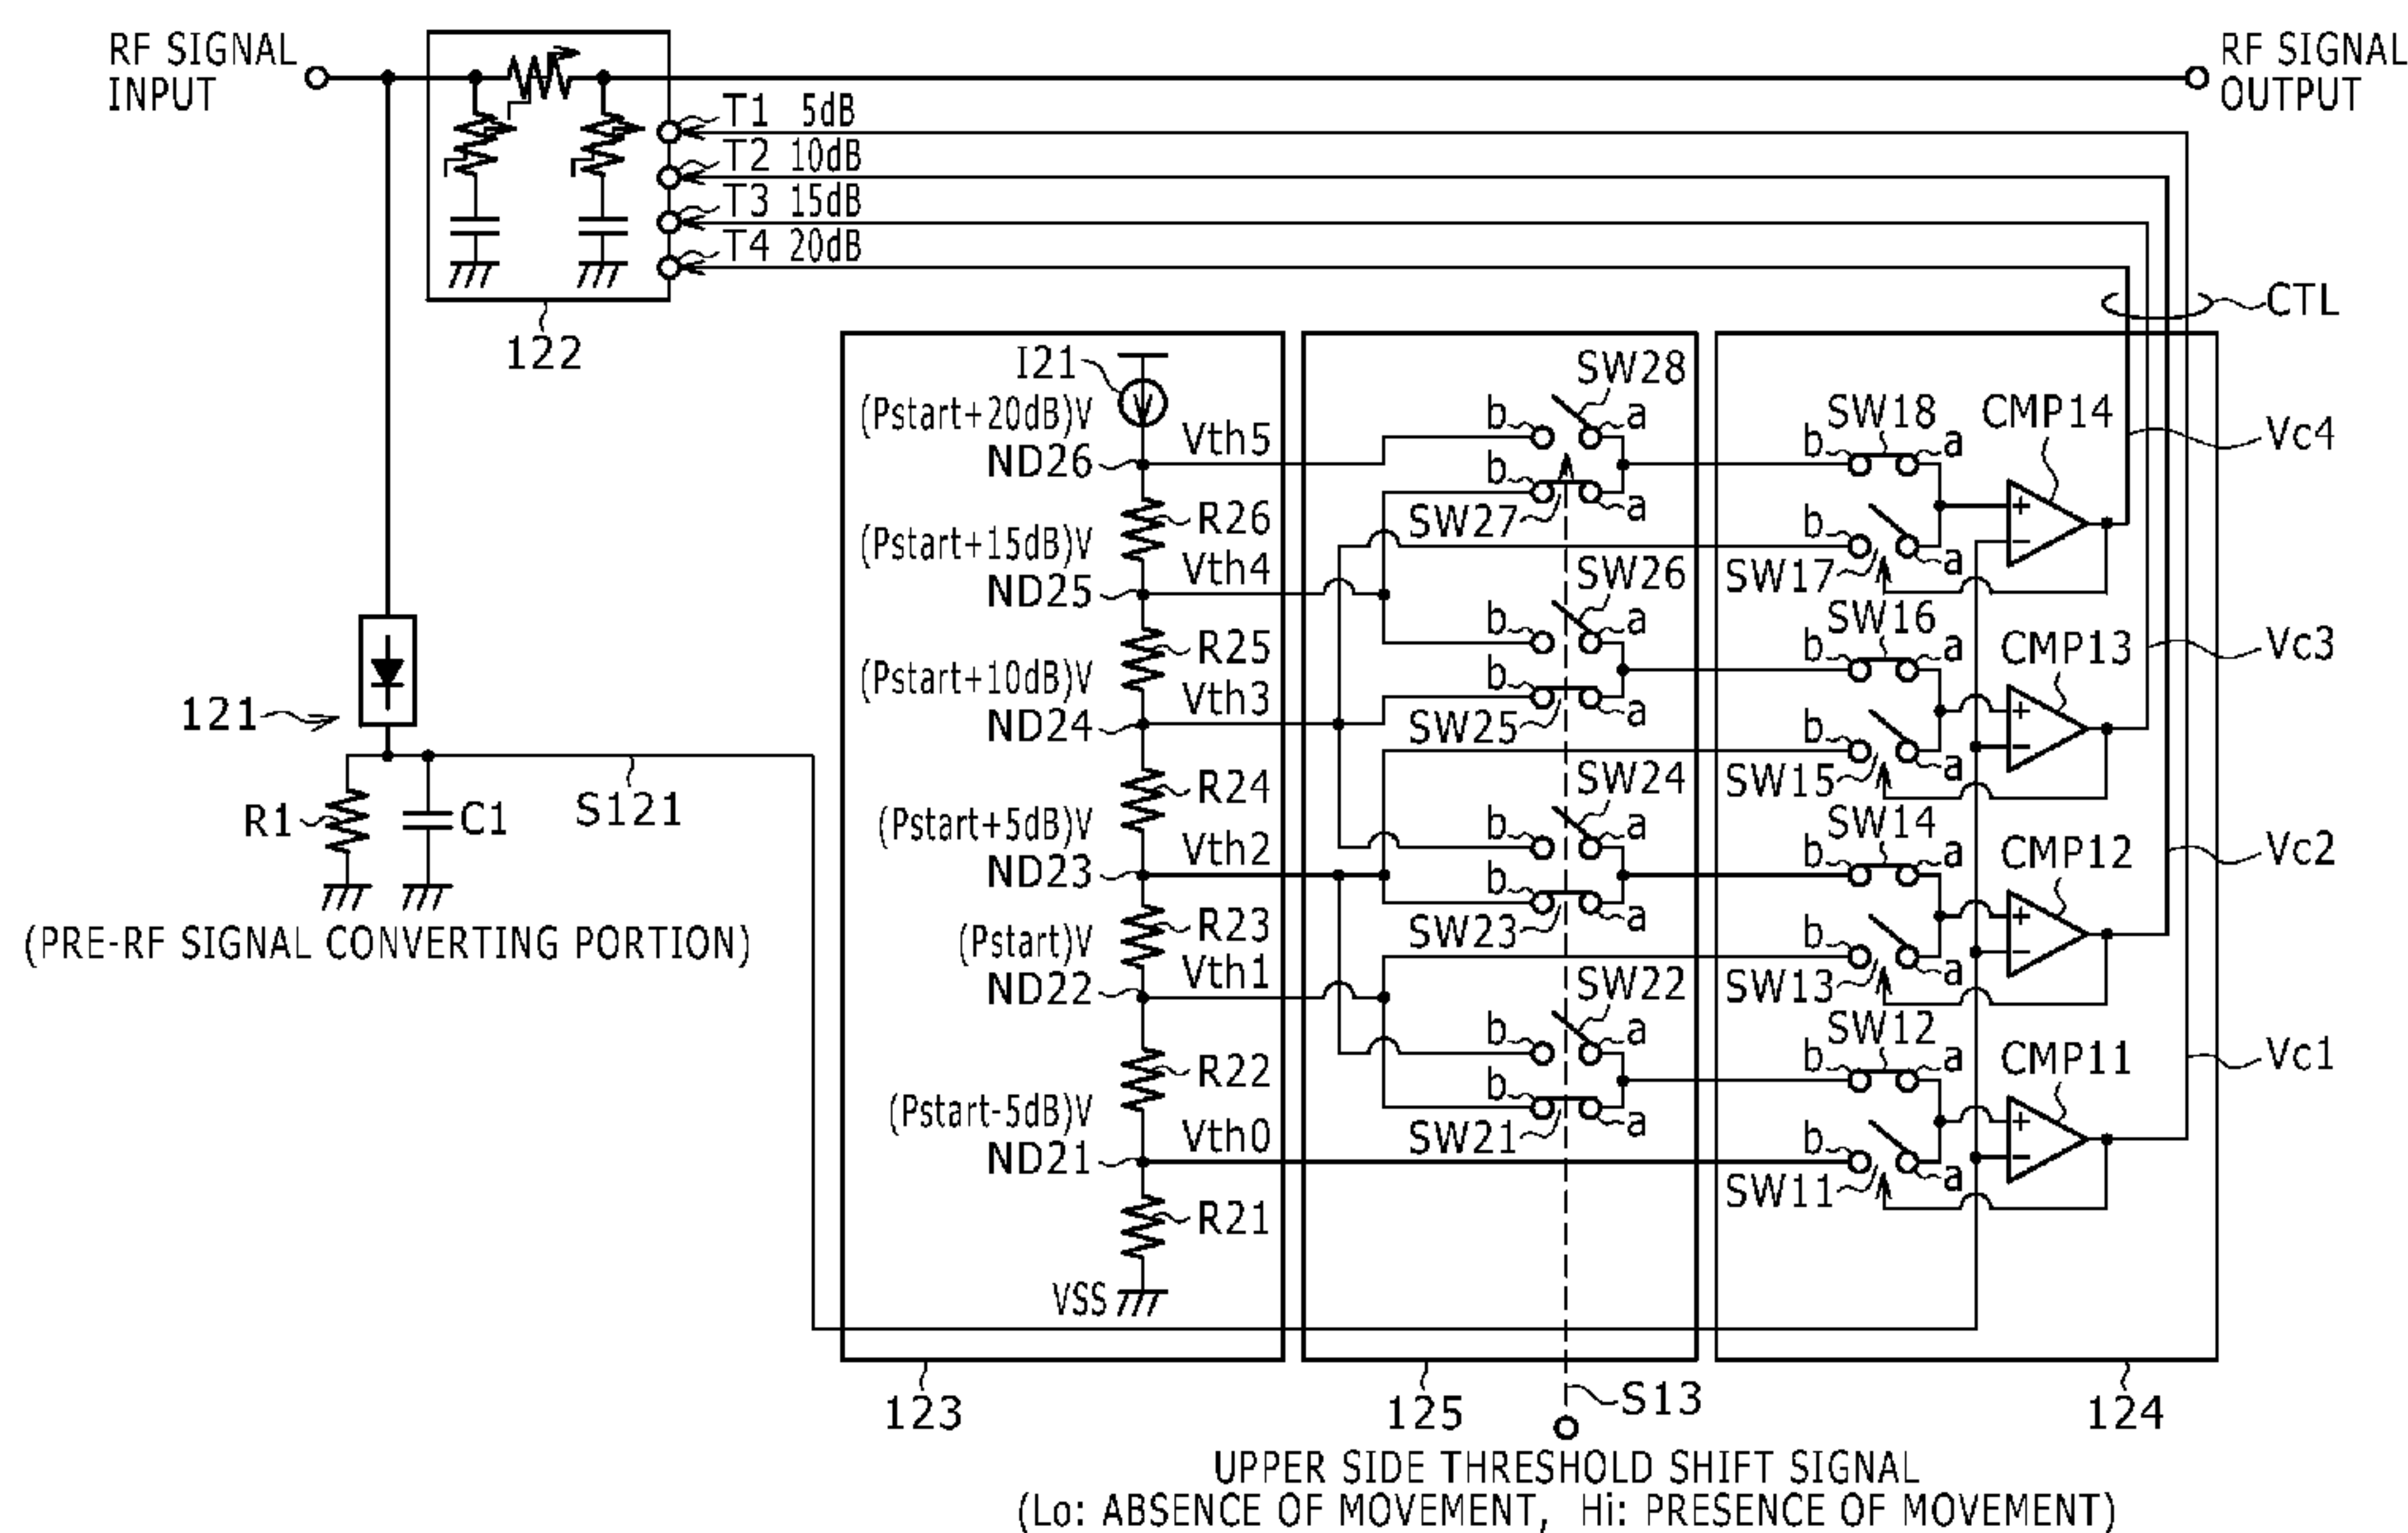 RF SIGNAL
INPUT
RF SIGNAL
OUTPUT
T1 5dB
T2 10dB
T3 15dB
T4 20dB
CTL
122
I21
(Pstart+20dB)V
ND26
Vth5
R26
(Pstart+15dB)V
ND25
Vth4
R25
(Pstart+10dB)V
ND24
Vth3
R24
(Pstart+5dB)V
ND23
Vth2
R23
(Pstart)V
ND22
Vth1
R22
(Pstart-5dB)V
ND21
Vth0
R21
VSS
SW28
b
a
b
a
SW27
SW26
b
a
b
a
SW25
SW24
b
a
b
a
SW23
SW22
b
a
b
a
SW21
SW18
b
a
b
a
SW17
CMP14
+
−
SW16
b
a
b
a
SW15
CMP13
+
−
SW14
b
a
b
a
SW13
CMP12
+
−
SW12
b
a
b
a
SW11
CMP11
+
−
Vc4
Vc3
Vc2
Vc1
121
R1
C1
S121
(PRE-RF SIGNAL CONVERTING PORTION)
123
125
S13
124
UPPER SIDE THRESHOLD SHIFT SIGNAL
(Lo: ABSENCE OF MOVEMENT, Hi: PRESENCE OF MOVEMENT)